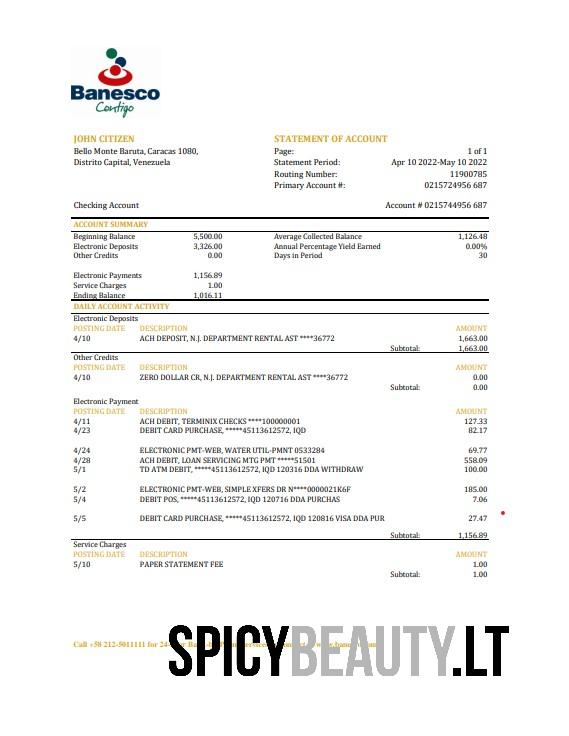 Banesco
Contigo
JOHN CITIZEN
Bello Monte Baruta, Caracas 1080,
Distrito Capital, Venezuela
STATEMENT OF ACCOUNT
Page: 1 of 1
Statement Period: Apr 10 2022-May 10 2022
Routing Number: 11900785
Primary Account #: 0215724956 687
Checking Account Account # 0215744956 687
ACCOUNT SUMMARY
Beginning Balance 5,500.00 Average Collected Balance 1,126.48
Electronic Deposits 3,326.00 Annual Percentage Yield Earned 0.00%
Other Credits 0.00 Days in Period 30
Electronic Payments 1,156.89
Service Charges 1.00
Ending Balance 1,016.11
DAILY ACCOUNT ACTIVITY
Electronic Deposits
POSTING DATE DESCRIPTION AMOUNT
4/10 ACH DEPOSIT, N.J. DEPARTMENT RENTAL AST ****36772 1,663.00
Subtotal: 1,663.00
Other Credits
POSTING DATE DESCRIPTION AMOUNT
4/10 ZERO DOLLAR CR, N.J. DEPARTMENT RENTAL AST ****36772 0.00
Subtotal: 0.00
Electronic Payment
POSTING DATE DESCRIPTION AMOUNT
4/11 ACH DEBIT, TERMINIX CHECKS ****100000001 127.33
4/23 DEBIT CARD PURCHASE, *****45113612572, IQD 82.17
4/24 ELECTRONIC PMT-WEB, WATER UTIL-PMNT 0533284 69.77
4/28 ACH DEBIT, LOAN SERVICING MTG PMT *****51501 558.09
5/1 TD ATM DEBIT, *****45113612572, IQD 120316 DDA WITHDRAW 100.00
5/2 ELECTRONIC PMT-WEB, SIMPLE XFERS DR N****0000021K6F 185.00
5/4 DEBIT POS, *****45113612572, IQD 120716 DDA PURCHAS 7.06
5/5 DEBIT CARD PURCHASE, *****45113612572, IQD 120816 VISA DDA PUR 27.47
Subtotal: 1,156.89
Service Charges
POSTING DATE DESCRIPTION AMOUNT
5/10 PAPER STATEMENT FEE 1.00
Subtotal: 1.00
Call +58 212-5011111 for 24-
SPICYBEAUTY.LT